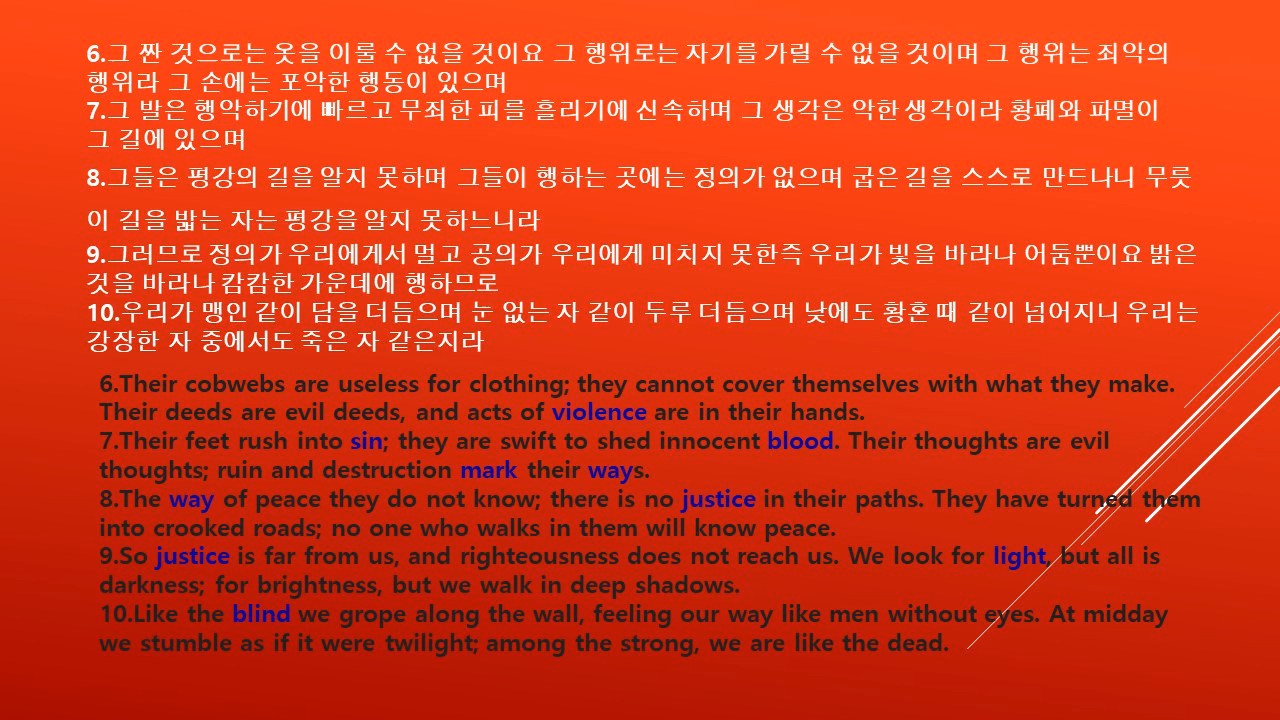 6.그 짠 것으로는 옷을 이룰 수 없을 것이요 그 행위로는 자기를 가릴 수 없을 것이며 그 행위는 죄악의
행위라 그 손에는 포악한 행동이 있으며
7.그 발은 행악하기에 빠르고 무죄한 피를 흘리기에 신속하며 그 생각은 악한 생각이라 황폐와 파멸이
그 길에 있으며
8.그들은 평강의 길을 알지 못하며 그들이 행하는 곳에는 정의가 없으며 굽은 길을 스스로 만드나니 무릇
이 길을 밟는 자는 평강을 알지 못하느니라
9.그러므로 정의가 우리에게서 멀고 공의가 우리에게 미치지 못한즉 우리가 빛을 바라나 어둠뿐이요 밝은
것을 바라나 캄캄한 가운데에 행하므로
10.우리가 맹인 같이 담을 더듬으며 눈 없는 자 같이 두루 더듬으며 낮에도 황혼 때 같이 넘어지니 우리는
강장한 자 중에서도 죽은 자 같은지라
6.Their cobwebs are useless for clothing; they cannot cover themselves with what they make.
Their deeds are evil deeds, and acts of violence are in their hands.
7.Their feet rush into sin; they are swift to shed innocent blood. Their thoughts are evil
thoughts; ruin and destruction mark their ways.
8.The way of peace they do not know; there is no justice in their paths. They have turned them
into crooked roads; no one who walks in them will know peace.
9.So justice is far from us, and righteousness does not reach us. We look for light, but all is
darkness; for brightness, but we walk in deep shadows.
10.Like the blind we grope along the wall, feeling our way like men without eyes. At midday
we stumble as if it were twilight; among the strong, we are like the dead.